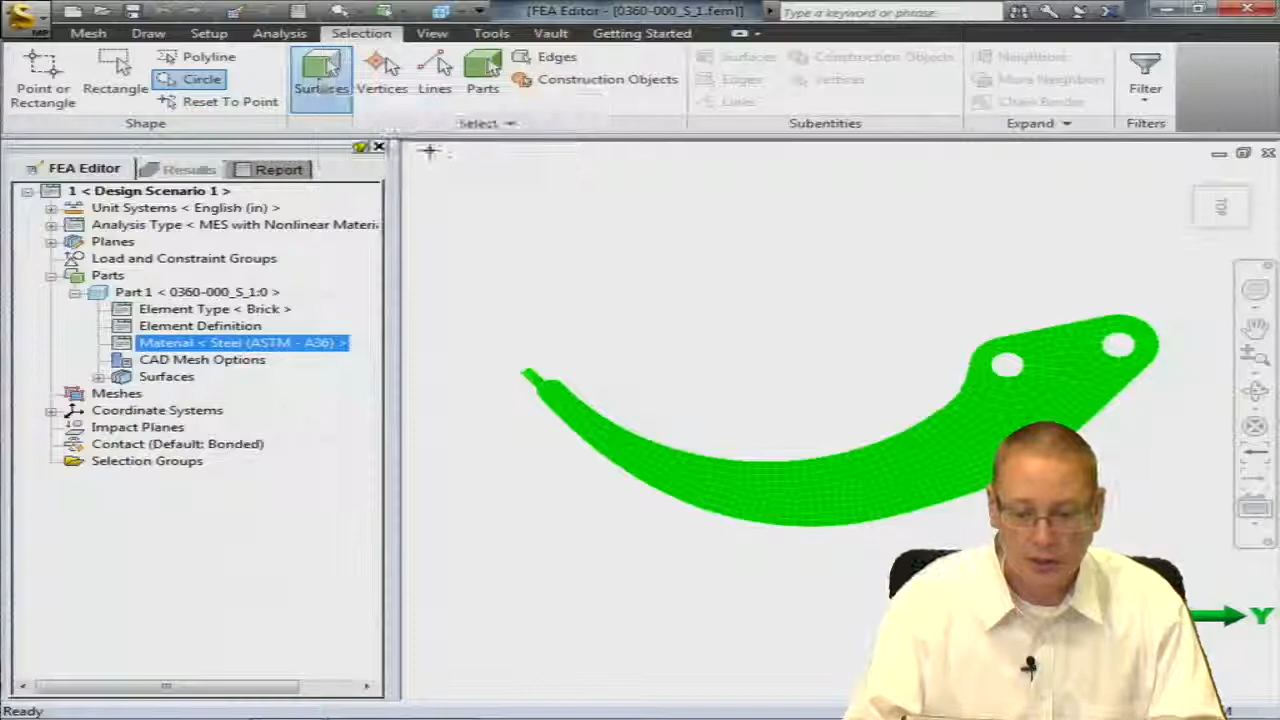 [FEA Editor - [0360-000_S_1.fem]]
Type a keyword or phrase
Mesh Draw Setup Analysis Selection View Tools Vault Getting Started
Point or Rectangle
Rectangle
Polyline
Circle
Reset To Point
Shape
Surfaces
Vertices
Lines
Parts
Edges
Construction Objects
Select
Surfaces
Edges
Lines
Construction Objects
Vertices
Subentities
Neighbors
More Neighbors
Chain Border
Expand
Filter
Filters
FEA Editor Results Report
1 < Design Scenario 1 >
Unit Systems < English (in) >
Analysis Type < MES with Nonlinear Materi
Planes
Load and Constraint Groups
Parts
Part 1 < 0360-000_S_1:0 >
Element Type < Brick >
Element Definition
Material < Steel (ASTM - A36) >
CAD Mesh Options
Surfaces
Meshes
Coordinate Systems
Impact Planes
Contact (Default: Bonded)
Selection Groups
TOP
Y
Ready